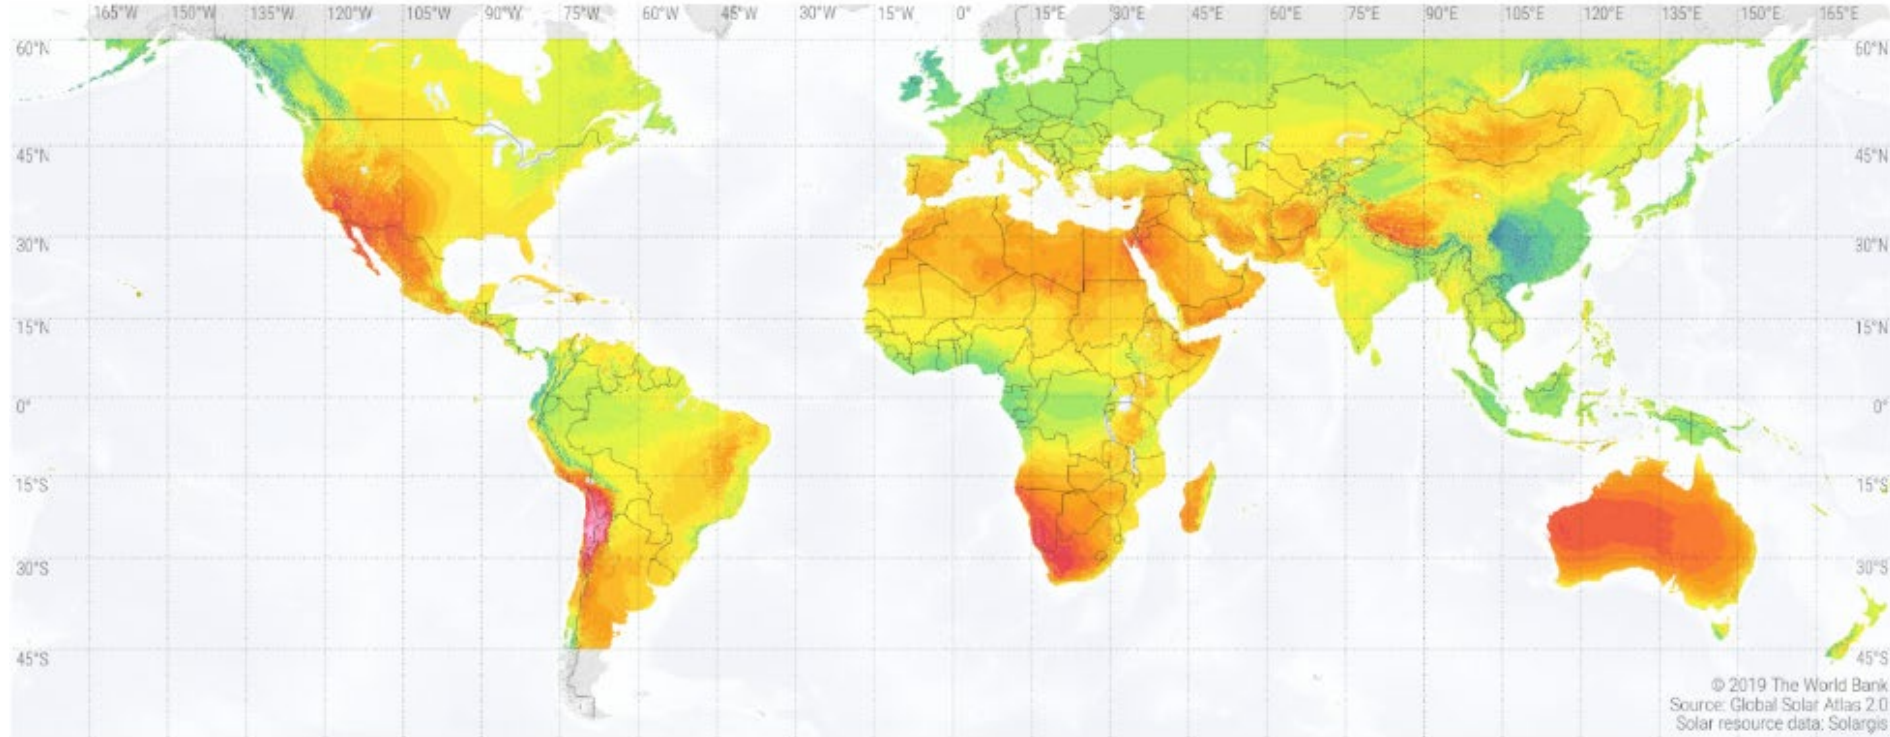 165°W 150°W 135°W 120°W 105°W 90°W 75°W 60°W 45°W 30°W 15°W 0° 15°E 30°E 45°E 60°E 75°E 90°E 105°E 120°E 135°E 150°E 165°E
60°N 60°N
45°N 45°N
30°N 30°N
15°N 15°N
0° 0°
15°S 15°S
30°S 30°S
45°S 45°S
© 2019 The World Bank
Source: Global Solar Atlas 2.0
Solar resource data: Solargis